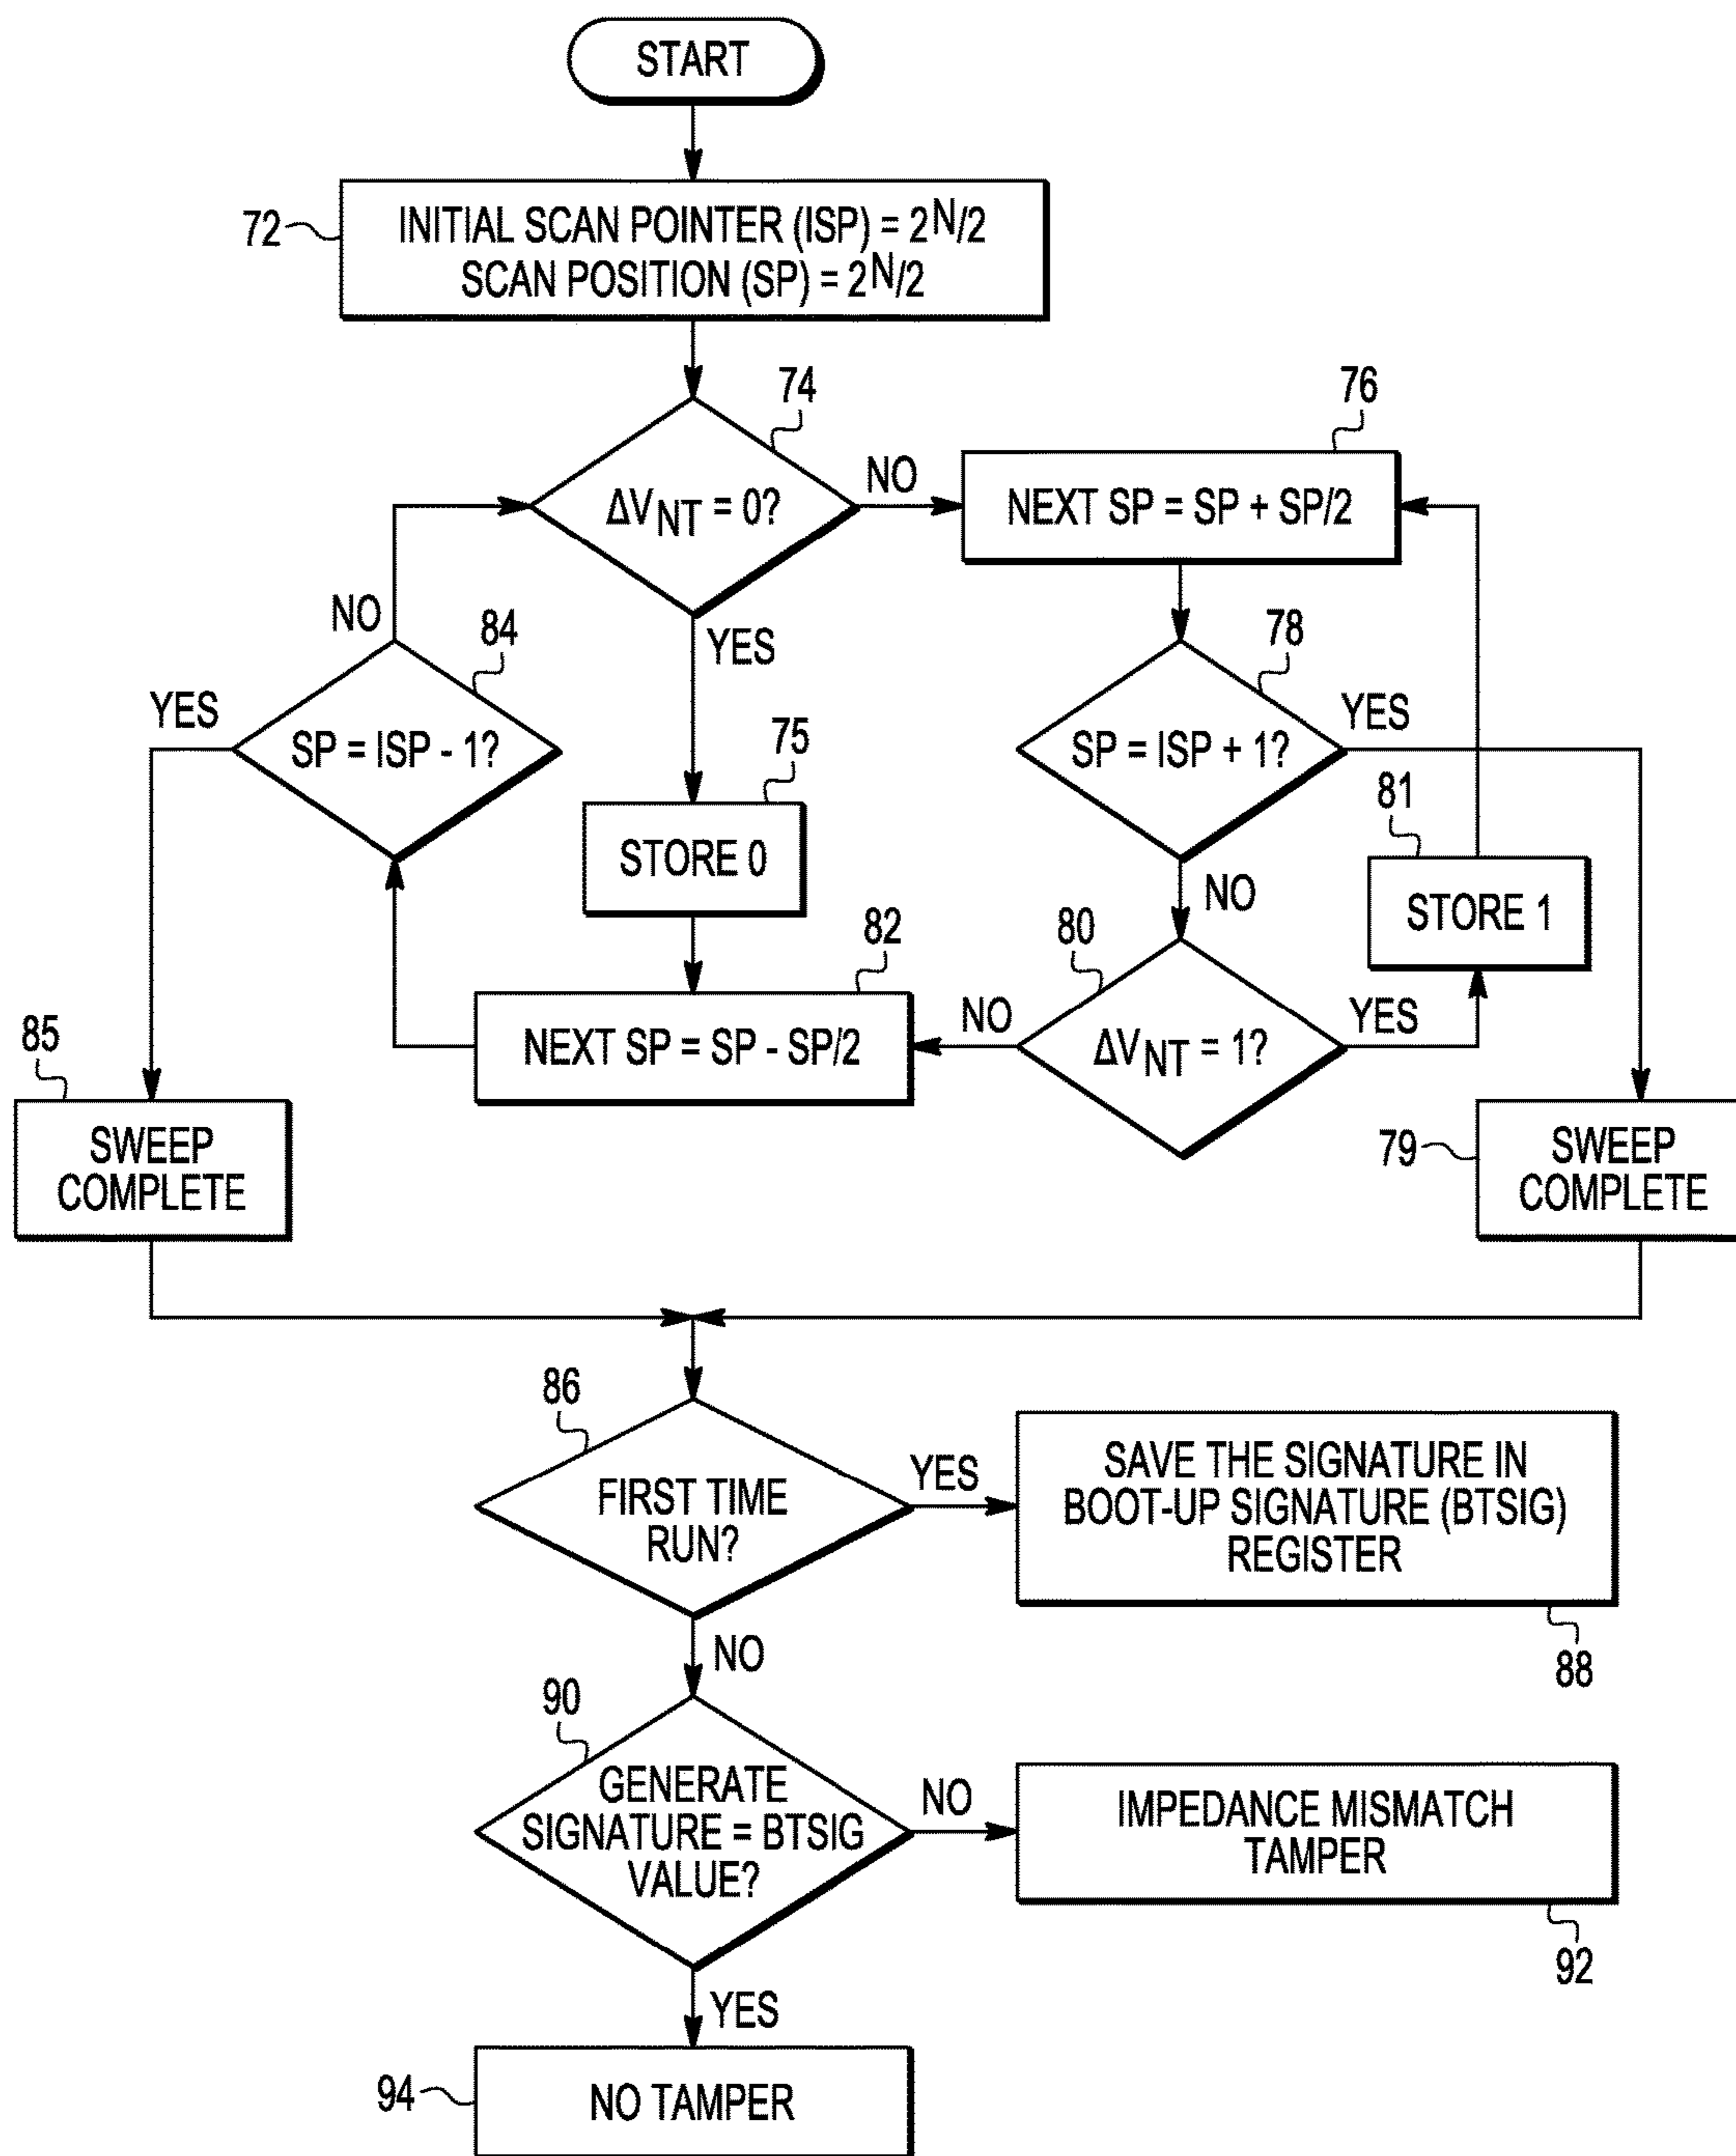 START
72
INITIAL SCAN POINTER (ISP) = 2^N/2
SCAN POSITION (SP) = 2^N/2
74
ΔV_NT = 0?
NO
76
NEXT SP = SP + SP/2
NO
84
YES
SP = ISP - 1?
YES
78
SP = ISP + 1?
YES
75
STORE 0
81
STORE 1
NO
82
NEXT SP = SP - SP/2
NO
80
ΔV_NT = 1?
YES
85
SWEEP
COMPLETE
79
SWEEP
COMPLETE
86
FIRST TIME
RUN?
YES
SAVE THE SIGNATURE IN
BOOT-UP SIGNATURE (BTSIG)
REGISTER
88
NO
90
GENERATE
SIGNATURE = BTSIG
VALUE?
NO
IMPEDANCE MISMATCH
TAMPER
92
YES
94
NO TAMPER